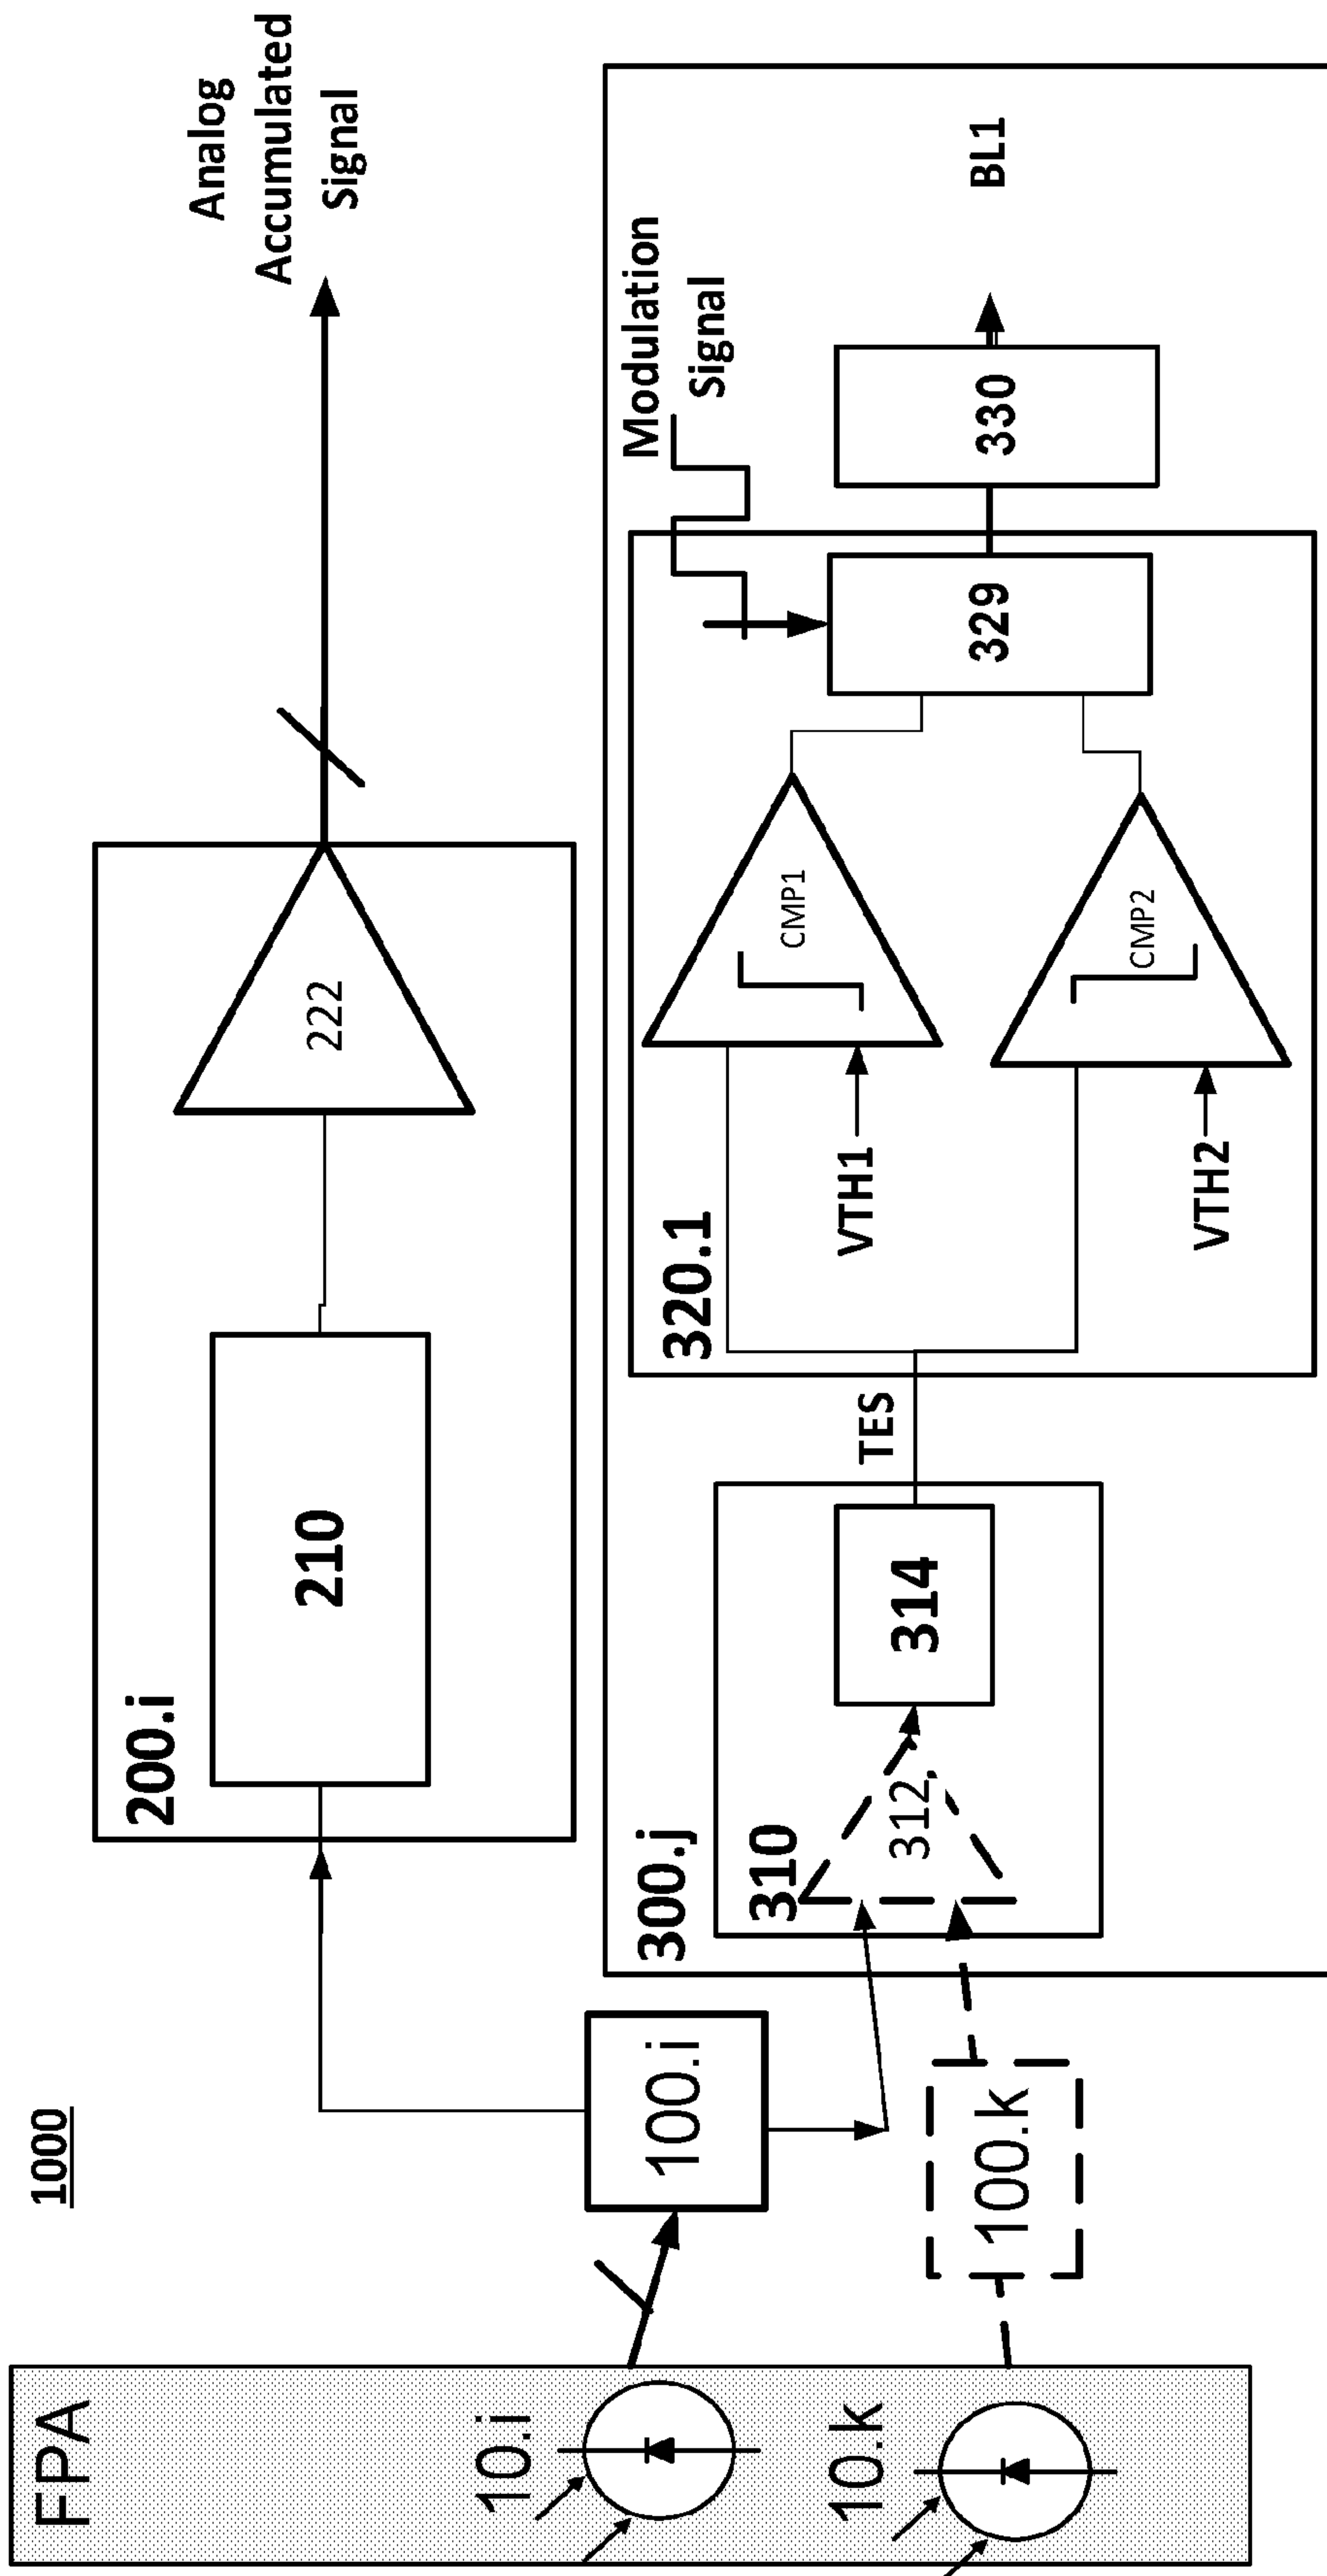 1000
FPA
10.i
10.k
100.i
100.k
200.i
210
222
Analog
Accumulated
Signal
300.j
310
312
314
TES
320.1
VTH1
CMP1
VTH2
CMP2
Modulation
Signal
329
330
BL1